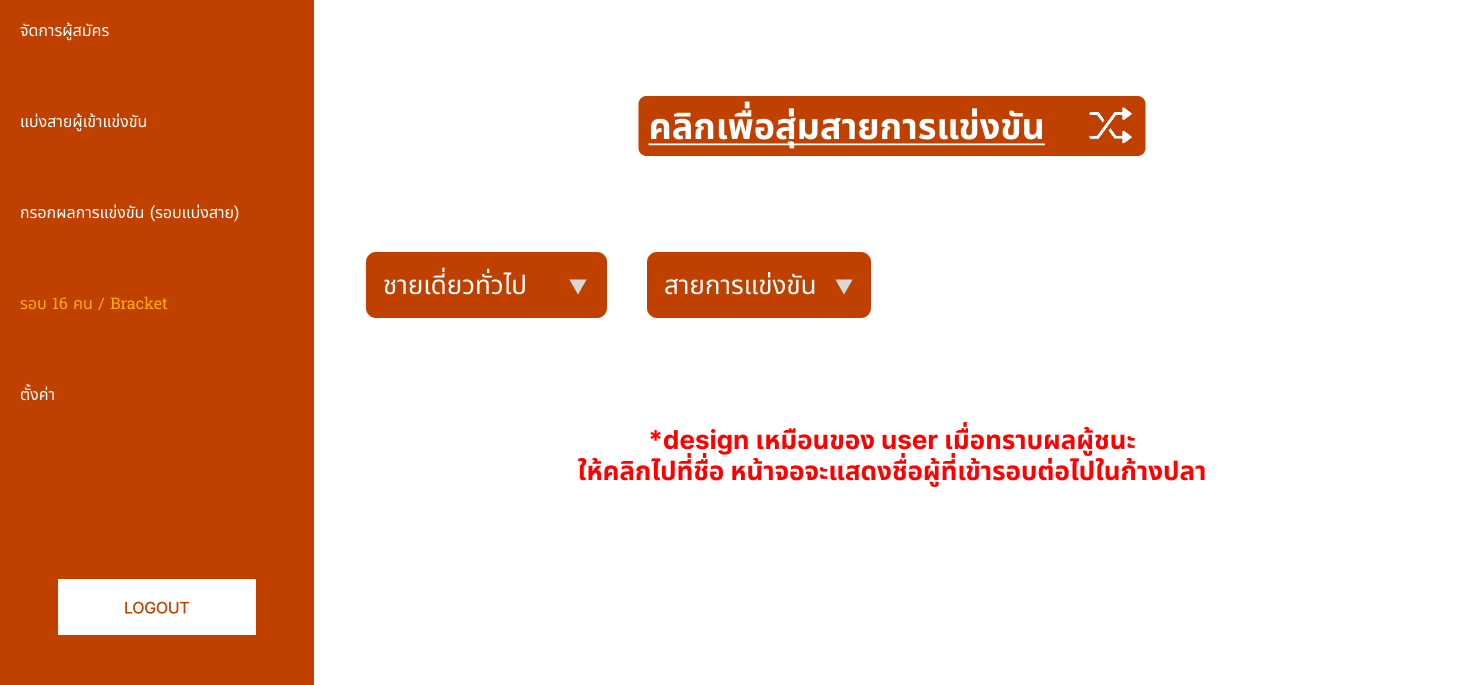 จัดการผู้สมัคร
แบ่งสายผู้เข้าแข่งขัน
กรอกผลการแข่งขัน (รอบแบ่งสาย)
รอบ 16 คน / Bracket
ตั้งค่า
LOGOUT
คลิกเพื่อสุ่มสายการแข่งขัน
ชายเดี่ยวทั่วไป
สายการแข่งขัน
*design เหมือนของ user เมื่อทราบผลผู้ชนะ
ให้คลิกไปที่ชื่อ หน้าจอจะแสดงชื่อผู้ที่เข้ารอบต่อไปในก้างปลา